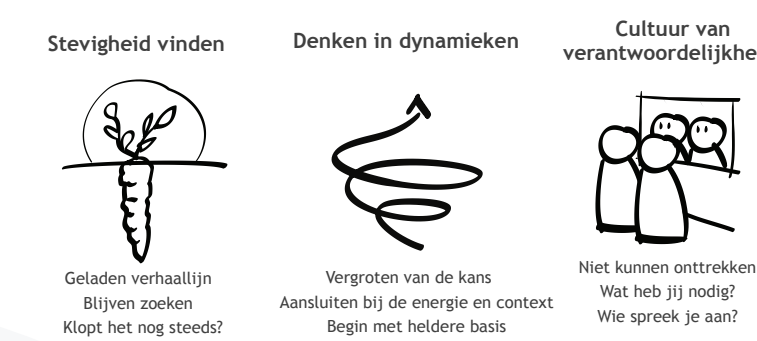 Stevigheid vinden
Geladen verhaallijn
Blijven zoeken
Klopt het nog steeds?
Denken in dynamieken
Vergroten van de kans
Aansluiten bij de energie en context
Begin met heldere basis
Cultuur van
verantwoordelijkhe
Niet kunnen onttrekken
Wat heb jij nodig?
Wie spreek je aan?